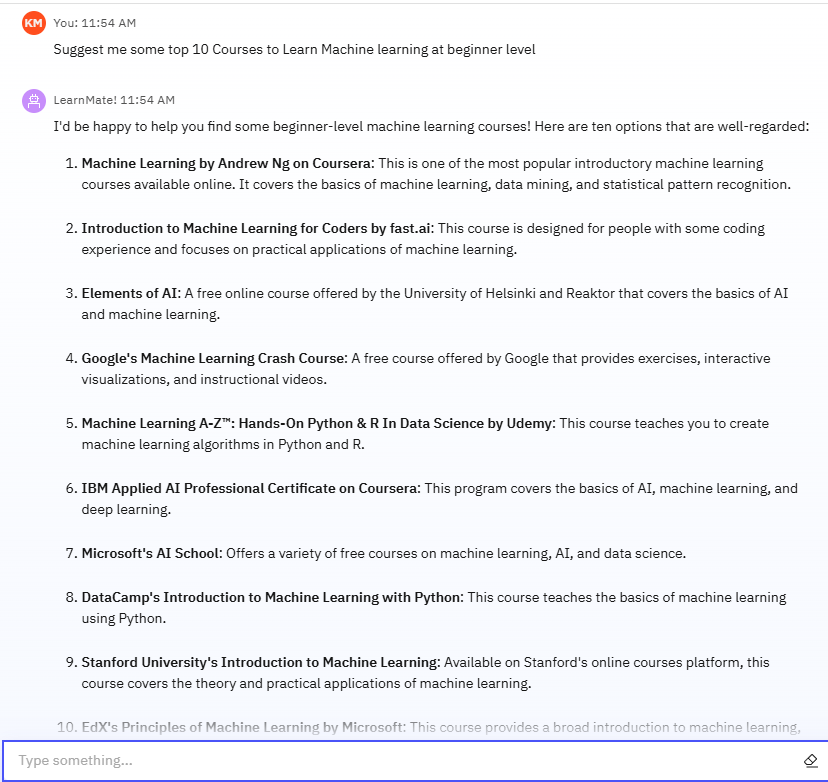 KM You: 11:54 AM
Suggest me some top 10 Courses to Learn Machine learning at beginner level
LearnMate! 11:54 AM
I'd be happy to help you find some beginner-level machine learning courses! Here are ten options that are well-regarded:
1. Machine Learning by Andrew Ng on Coursera: This is one of the most popular introductory machine learning
courses available online. It covers the basics of machine learning, data mining, and statistical pattern recognition.
2. Introduction to Machine Learning for Coders by fast.ai: This course is designed for people with some coding
experience and focuses on practical applications of machine learning.
3. Elements of AI: A free online course offered by the University of Helsinki and Reaktor that covers the basics of AI
and machine learning.
4. Google's Machine Learning Crash Course: A free course offered by Google that provides exercises, interactive
visualizations, and instructional videos.
5. Machine Learning A-Z™: Hands-On Python & R In Data Science by Udemy: This course teaches you to create
machine learning algorithms in Python and R.
6. IBM Applied AI Professional Certificate on Coursera: This program covers the basics of AI, machine learning, and
deep learning.
7. Microsoft's AI School: Offers a variety of free courses on machine learning, AI, and data science.
8. DataCamp's Introduction to Machine Learning with Python: This course teaches the basics of machine learning
using Python.
9. Stanford University's Introduction to Machine Learning: Available on Stanford's online courses platform, this
course covers the theory and practical applications of machine learning.
10. EdX's Principles of Machine Learning by Microsoft: This course provides a broad introduction to machine learning,
Type something...